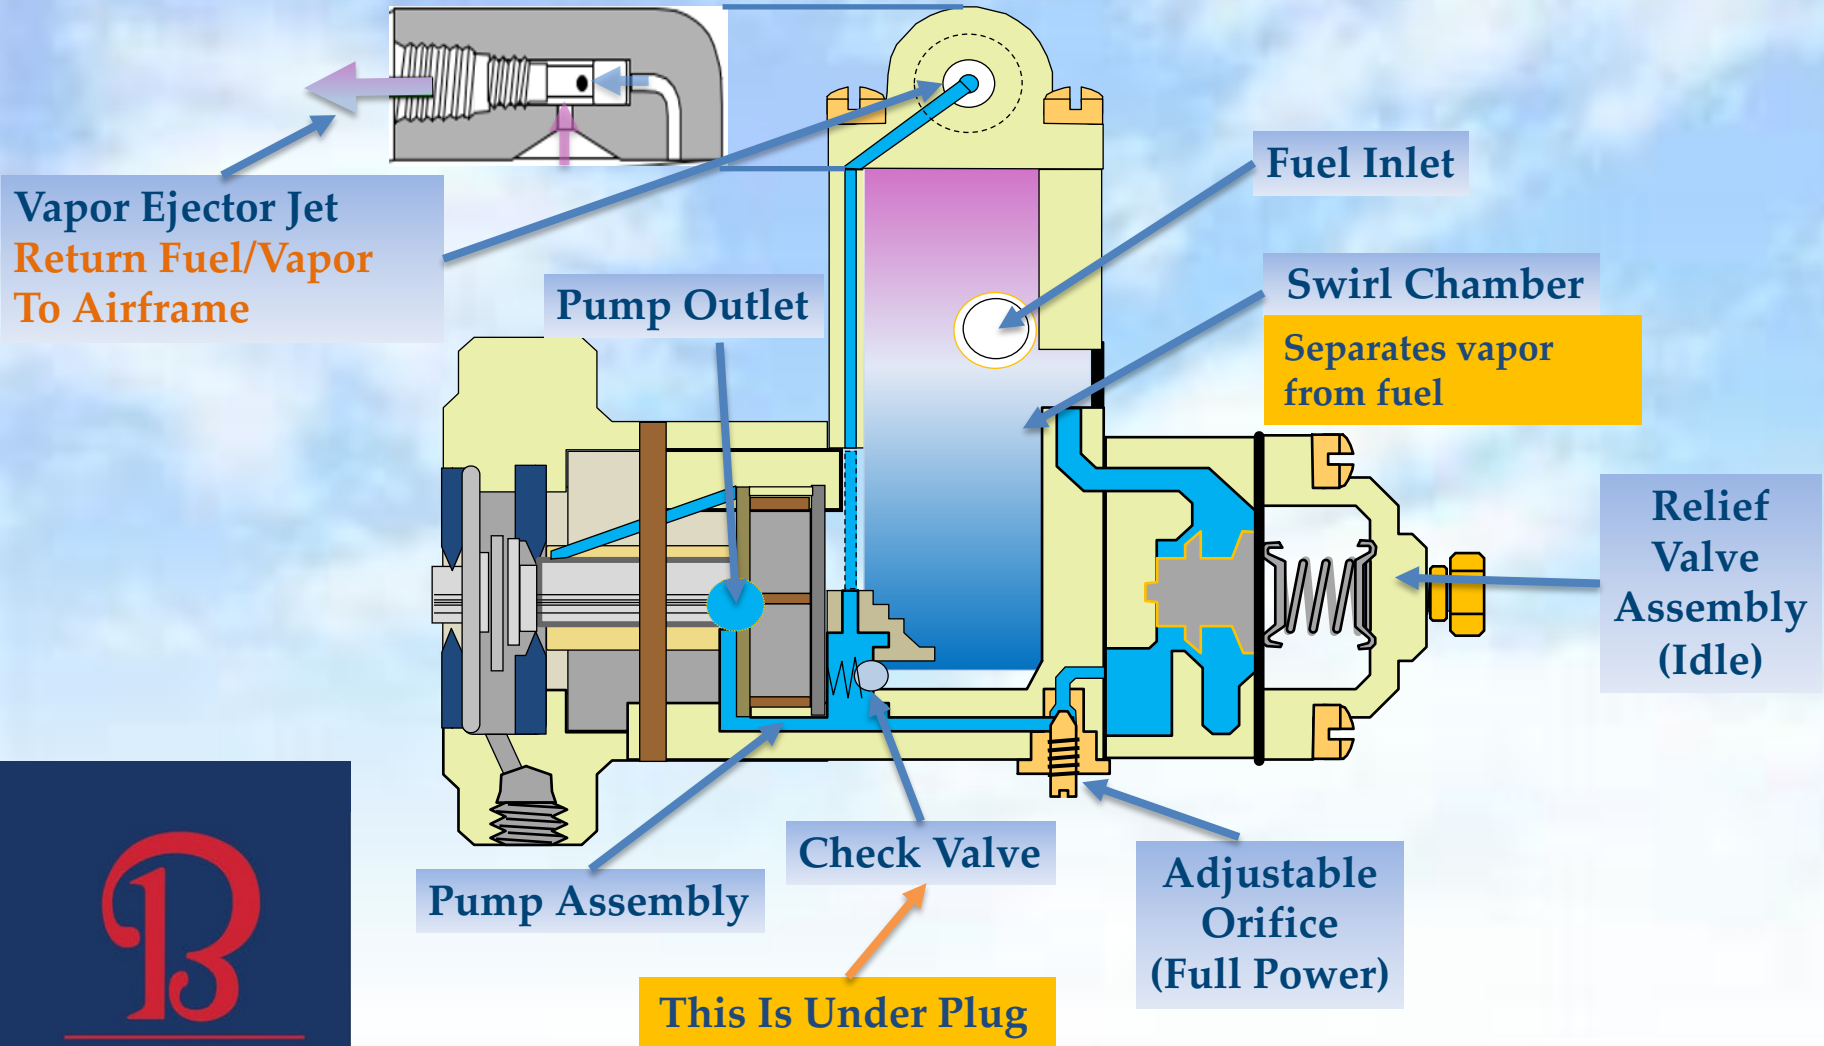 Vapor Ejector Jet
Return Fuel/Vapor
To Airframe
Fuel Inlet
Pump Outlet
Swirl Chamber
Separates vapor
from fuel
Relief
Valve
Assembly
(Idle)
Check Valve
Pump Assembly
Adjustable
Orifice
(Full Power)
This Is Under Plug
B